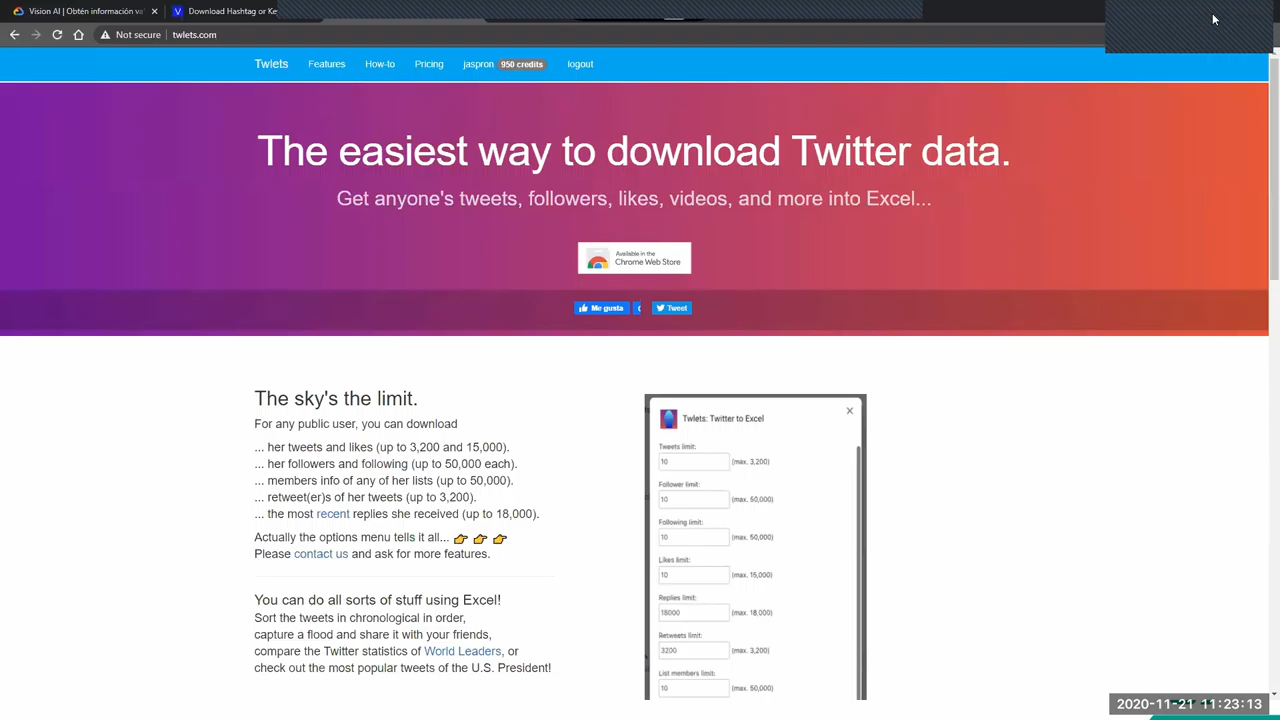 Vision AI | Obtén información va
Download Hashtag or Ke
Not secure | twlets.com
Twlets Features How-to Pricing jaspron 950 credits logout
The easiest way to download Twitter data.
Get anyone's tweets, followers, likes, videos, and more into Excel...
Available in the
Chrome Web Store
Me gusta Tweet
The sky's the limit.
For any public user, you can download
... her tweets and likes (up to 3,200 and 15,000).
... her followers and following (up to 50,000 each).
... members info of any of her lists (up to 50,000).
... retweet(er)s of her tweets (up to 3,200).
... the most recent replies she received (up to 18,000).
Actually the options menu tells it all... 👉 👉 👉
Please contact us and ask for more features.
You can do all sorts of stuff using Excel!
Sort the tweets in chronological in order,
capture a flood and share it with your friends,
compare the Twitter statistics of World Leaders, or
check out the most popular tweets of the U.S. President!
Twlets: Twitter to Excel
Tweets limit:
10 (max. 3,200)
Follower limit:
10 (max. 50,000)
Following limit:
10 (max. 50,000)
Likes limit:
10 (max. 15,000)
Replies limit:
18000 (max. 18,000)
Retweets limit:
3200 (max. 3,200)
List members limit:
10 (max. 50,000)
2020-11-21 11:23:13